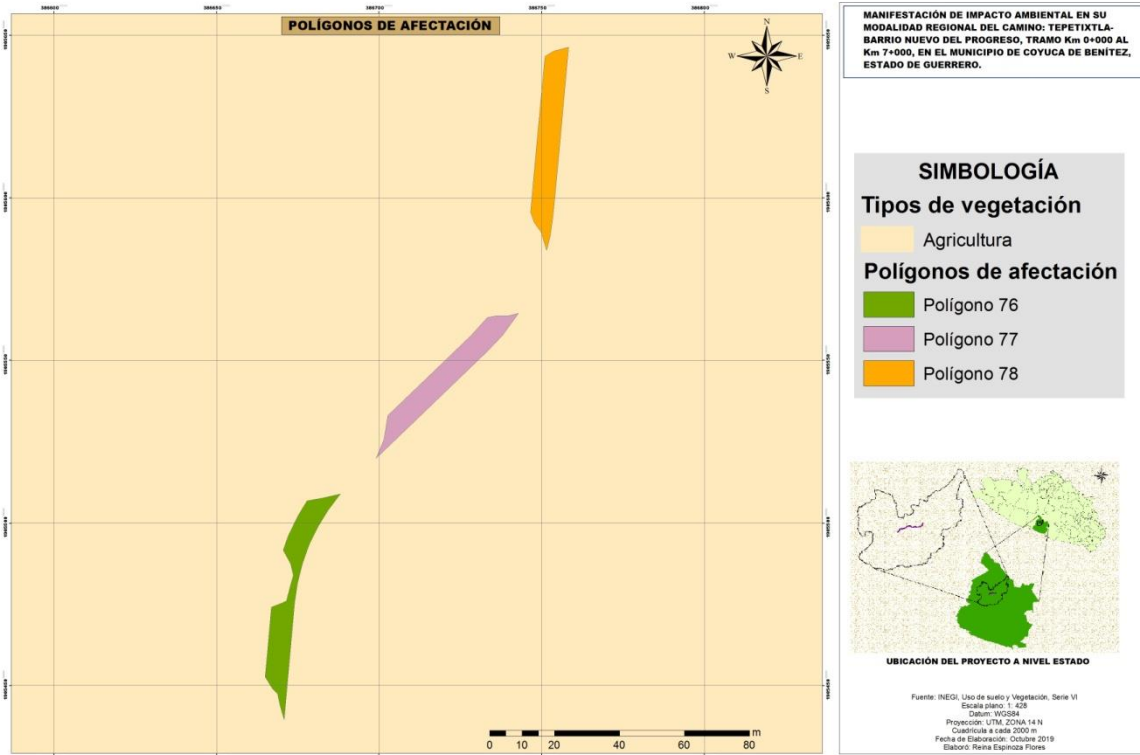 POLÍGONOS DE AFECTACIÓN
N
W E
S
0 10 20 40 60 80
m
MANIFESTACIÓN DE IMPACTO AMBIENTAL EN SU
MODALIDAD REGIONAL DEL CAMINO: TEPETIXTLA-
BARRIO NUEVO DEL PROGRESO, TRAMO Km 0+000 AL
Km 7+000, EN EL MUNICIPIO DE COYUCA DE BENÍTEZ,
ESTADO DE GUERRERO.
SIMBOLOGÍA
Tipos de vegetación
Agricultura
Polígonos de afectación
Polígono 76
Polígono 77
Polígono 78
UBICACIÓN DEL PROYECTO A NIVEL ESTADO
Fuente: INEGI, Uso de suelo y Vegetación, Serie VI
Escala plano: 1: 428
Datum: WGS84
Proyección: UTM, ZONA 14 N
Cuadrícula a cada 2000 m
Fecha de Elaboración: Octubre 2019
Elaboró: Reina Espinoza Flores